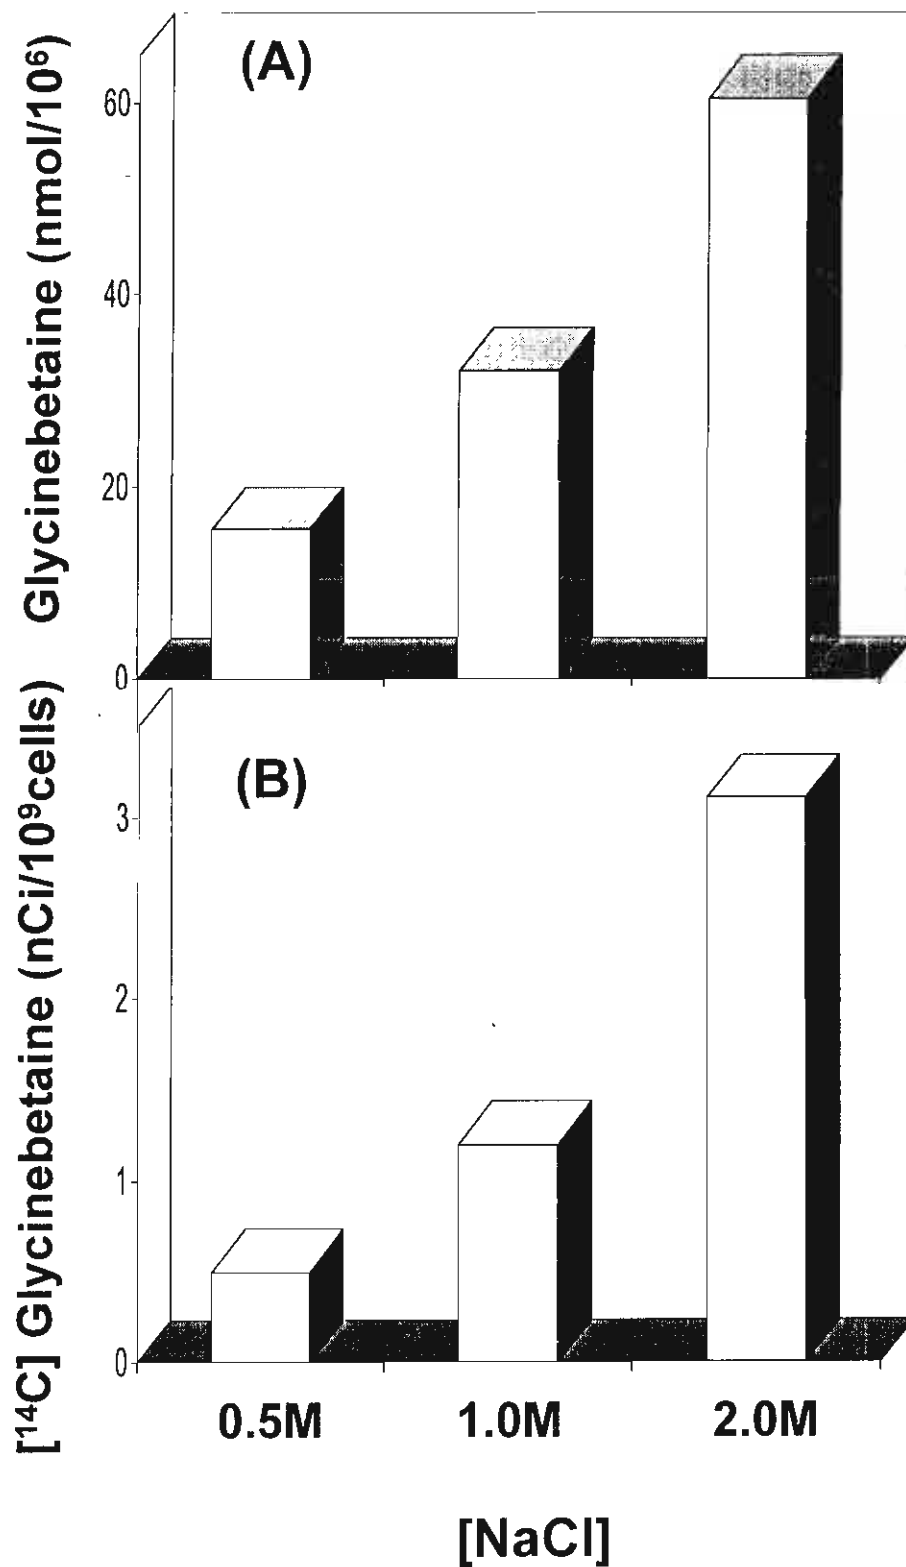 (A)
Glycinebetaine (nmol/10⁶)
60
40
20
0
(B)
[¹⁴C] Glycinebetaine (nCi/10⁹cells)
3
2
1
0
0.5M 1.0M 2.0M
[NaCl]